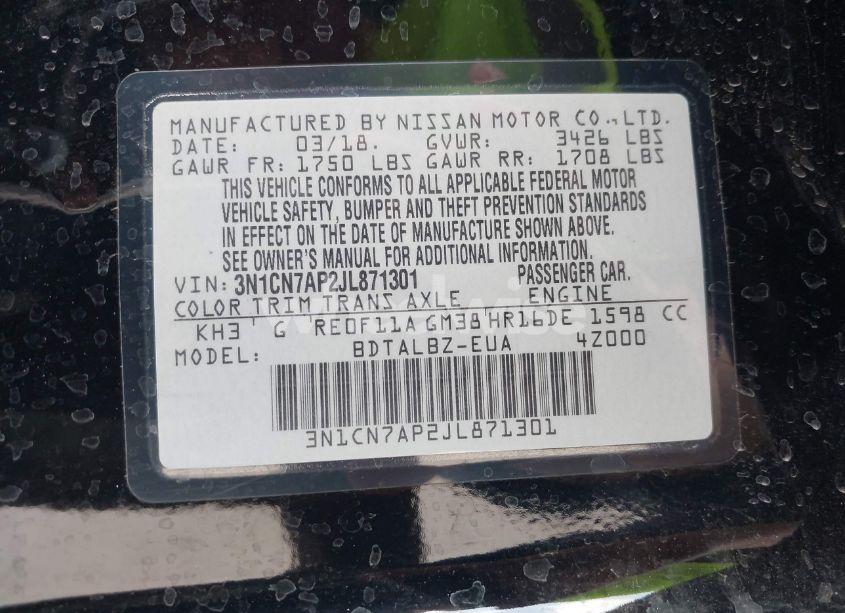 MANUFACTURED BY NISSAN MOTOR CO.,LTD.
DATE: 03/18. GVWR: 3426 LBS
GAWR FR: 1750 LBS GAWR RR: 1708 LBS
THIS VEHICLE CONFORMS TO ALL APPLICABLE FEDERAL MOTOR
VEHICLE SAFETY, BUMPER AND THEFT PREVENTION STANDARDS
IN EFFECT ON THE DATE OF MANUFACTURE SHOWN ABOVE.
SEE OWNER'S MANUAL FOR ADDITIONAL INFORMATION.
VIN: 3N1CN7AP2JL871301 PASSENGER CAR.
COLOR TRIM TRANS AXLE ENGINE
KH3 G RE0F11A GM38 HR16DE 1598 CC
MODEL: BDTALBZ-EUA 4Z000
3N1CN7AP2JL871301